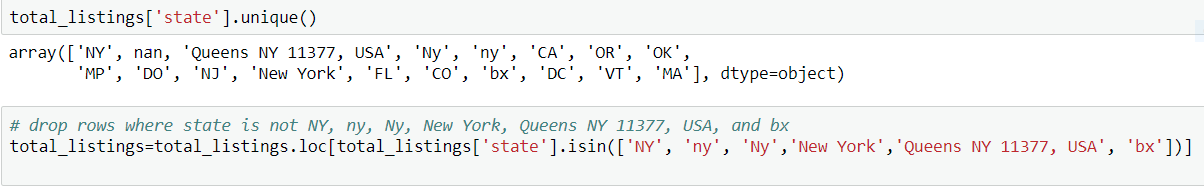 total_listings['state'].unique()
array(['NY', nan, 'Queens NY 11377, USA', 'Ny', 'ny', 'CA', 'OR', 'OK',
'MP', 'DO', 'NJ', 'New York', 'FL', 'CO', 'bx', 'DC', 'VT', 'MA'], dtype=object)
# drop rows where state is not NY, ny, Ny, New York, Queens NY 11377, USA, and bx
total_listings=total_listings.loc[total_listings['state'].isin(['NY', 'ny', 'Ny','New York','Queens NY 11377, USA', 'bx'])]